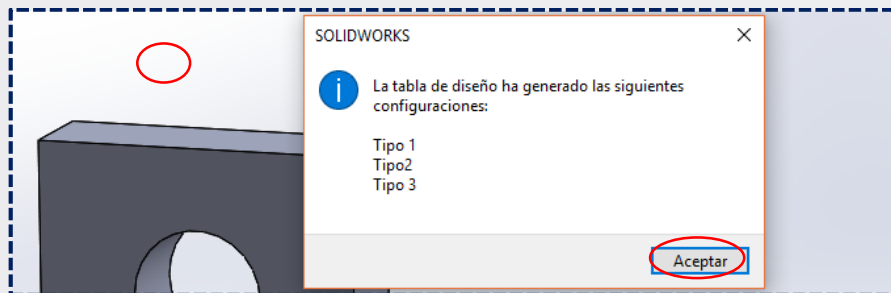 SOLIDWORKS
La tabla de diseño ha generado las siguientes
configuraciones:
Tipo 1
Tipo2
Tipo 3
Aceptar